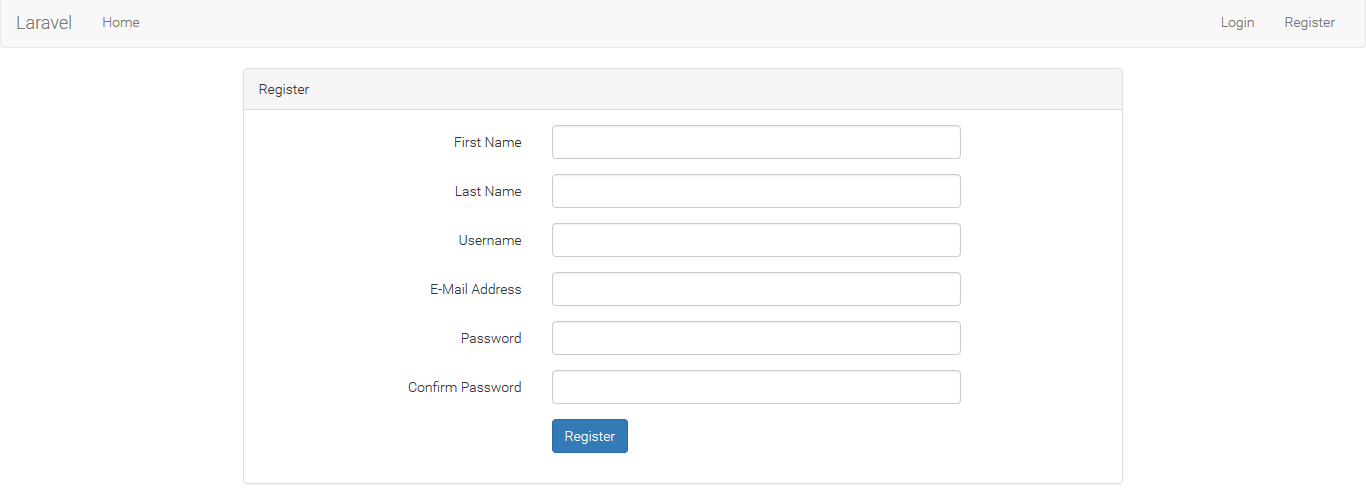 Laravel Home Login Register
Register
First Name
Last Name
Username
E-Mail Address
Password
Confirm Password
Register